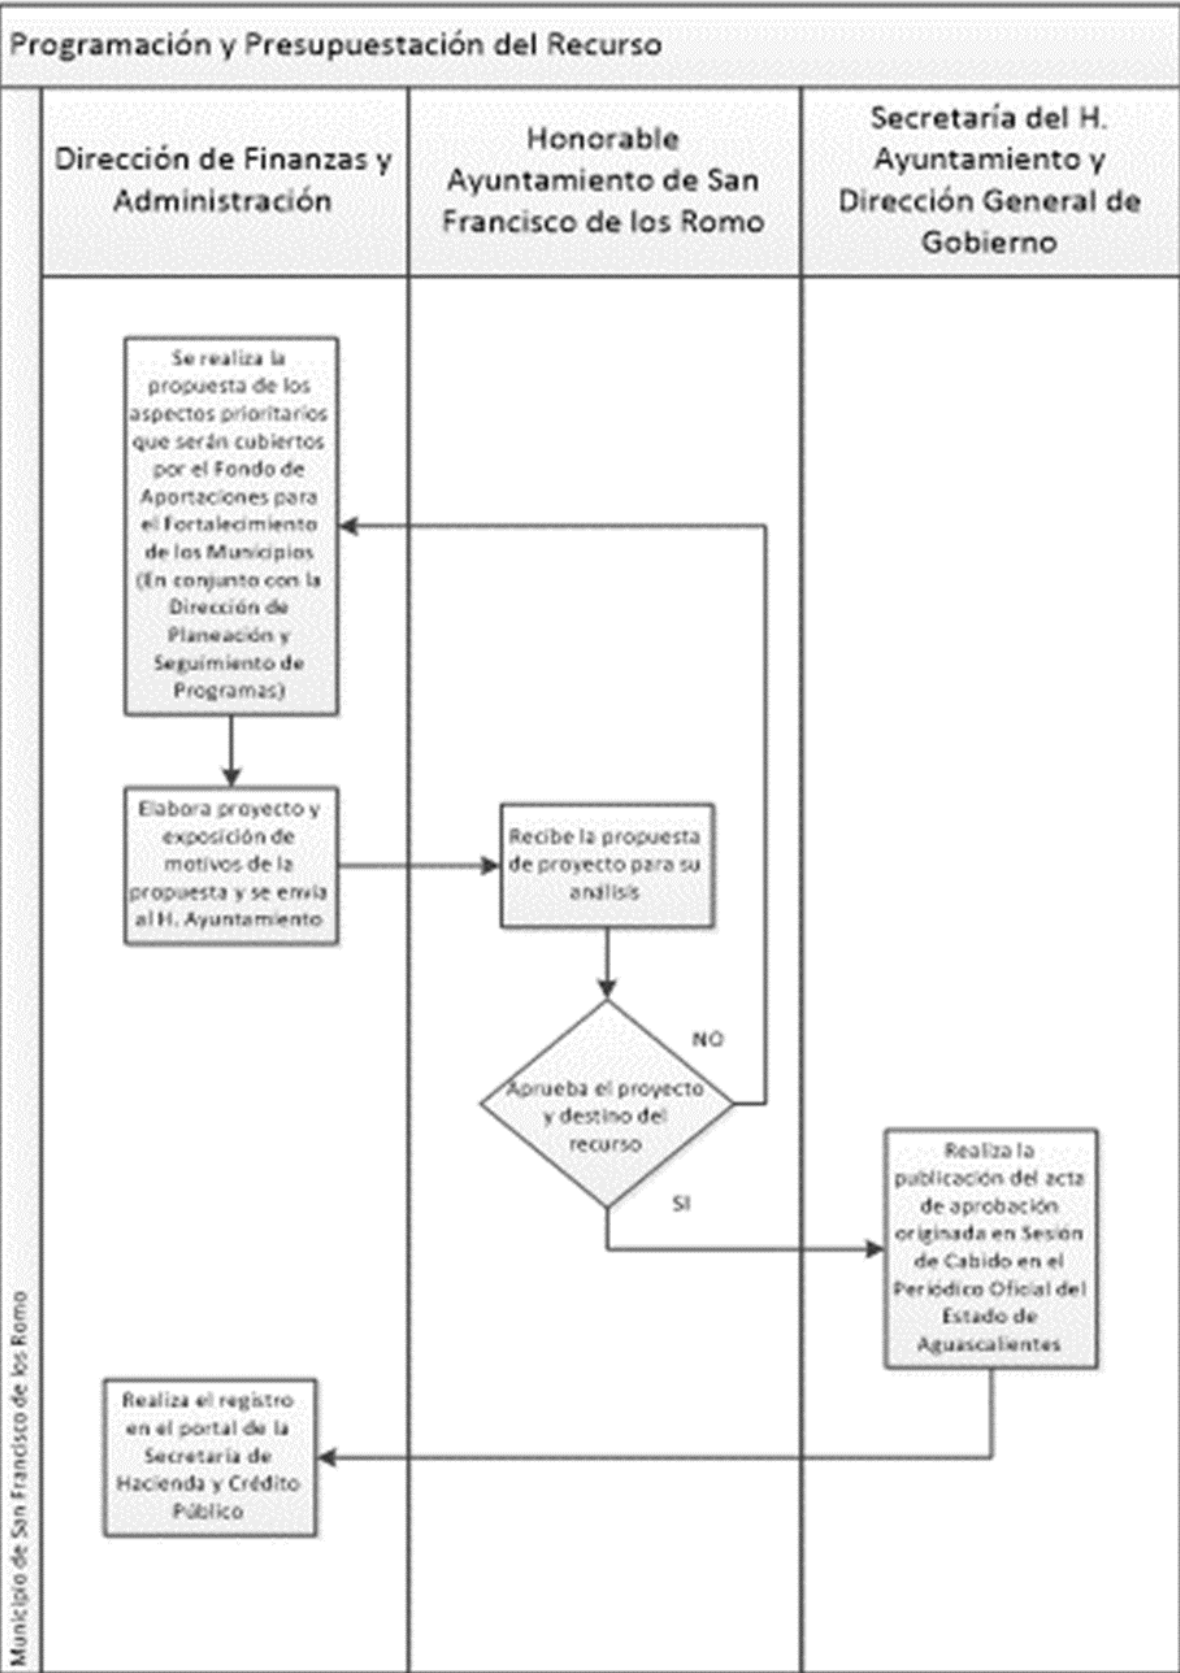 Programación y Presupuestación del Recurso
Dirección de Finanzas y
Administración
Honorable
Ayuntamiento de San
Francisco de los Romo
Secretaría del H.
Ayuntamiento y
Dirección General de
Gobierno
Se realiza la
propuesta de los
aspectos prioritarios
que serán cubiertos
por el Fondo de
Aportaciones para
el Fortalecimiento
de los Municipios
(En conjunto con la
Dirección de
Planeación y
Seguimiento de
Programas)
Elabora proyecto y
exposición de
motivos de la
propuesta y se envía
al H. Ayuntamiento
Recibe la propuesta
de proyecto para su
análisis
NO
Aprueba el proyecto
y destino del
recurso
SI
Realiza la
publicación del acta
de aprobación
originada en Sesión
de Cabido en el
Periódico Oficial del
Estado de
Aguascalientes
Realiza el registro
en el portal de la
Secretaría de
Hacienda y Crédito
Público
Municipio de San Francisco de los Romo